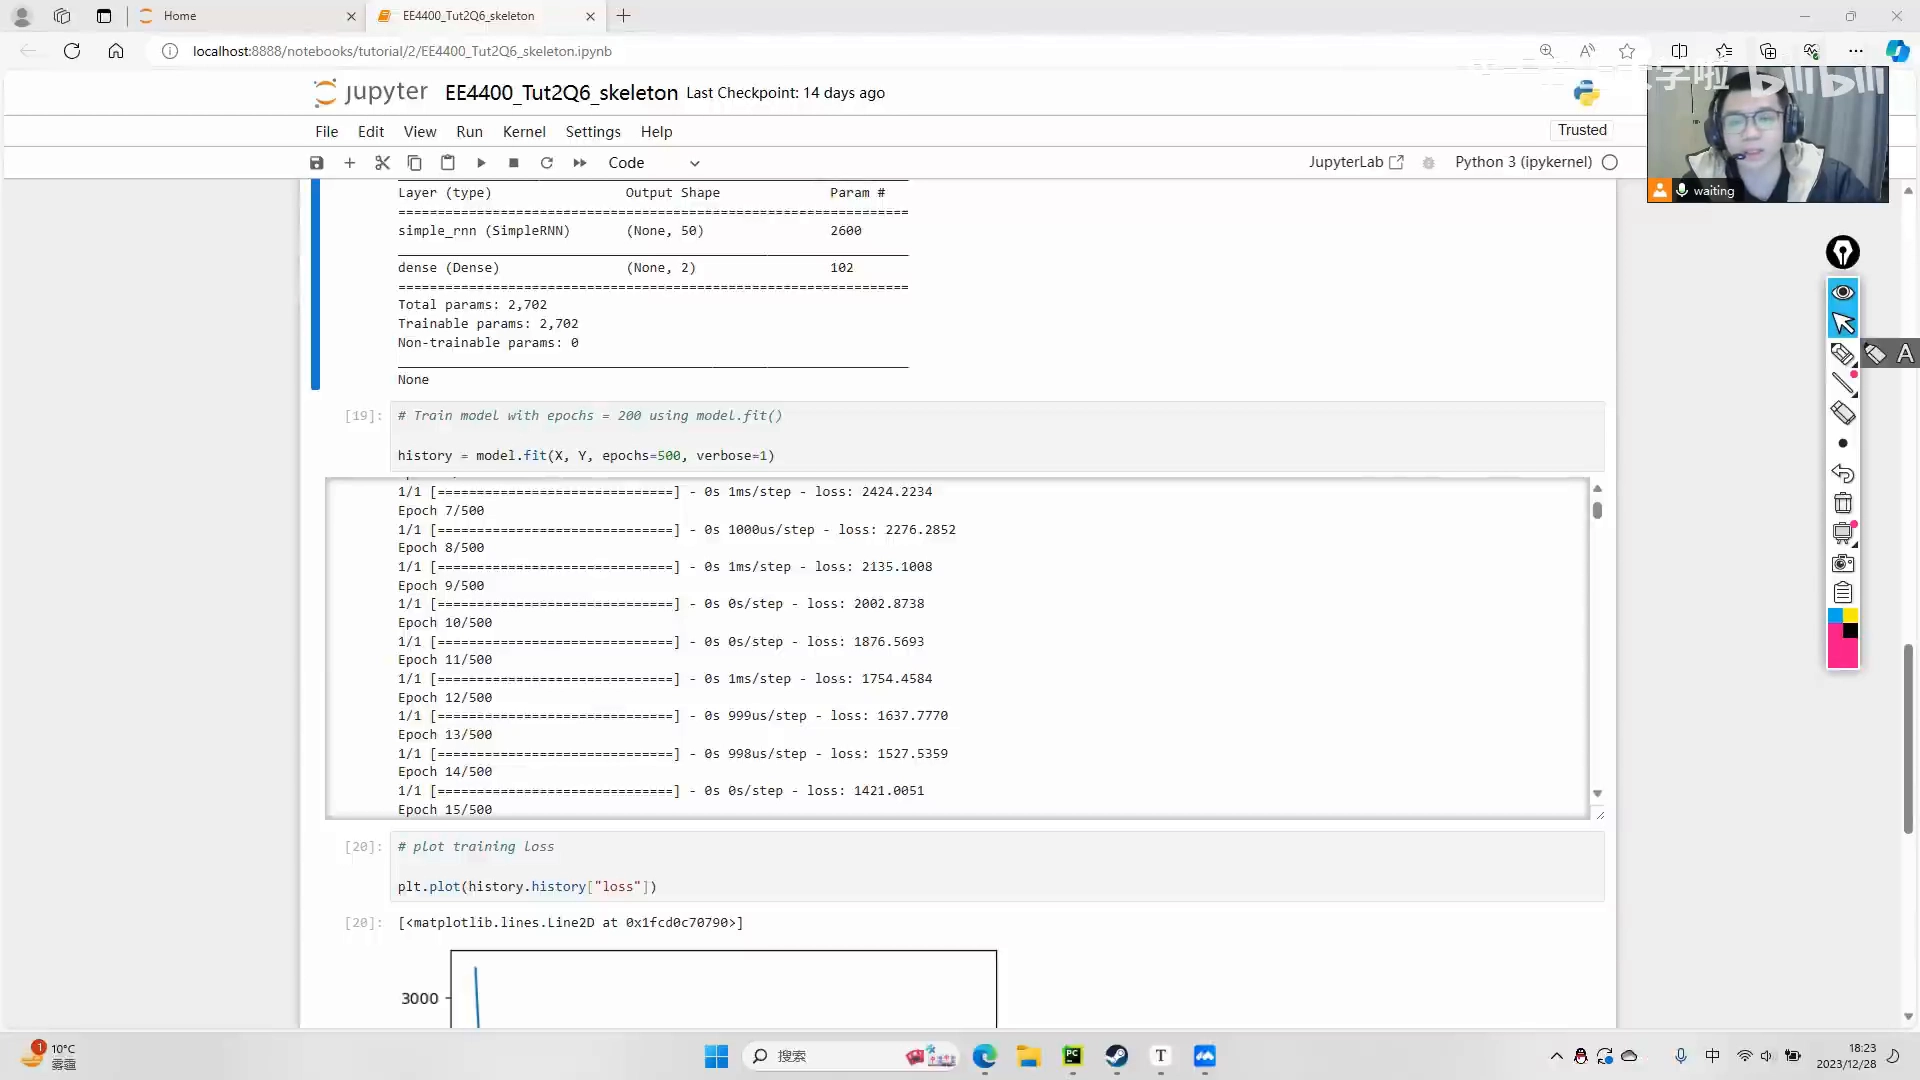 Home
EE4400_Tut2Q6_skeleton
localhost:8888/notebooks/tutorial/2/EE4400_Tut2Q6_skeleton.ipynb
jupyter EE4400_Tut2Q6_skeleton Last Checkpoint: 14 days ago
学啦 bilibili
File Edit View Run Kernel Settings Help
Trusted
Code
JupyterLab
Python 3 (ipykernel)
waiting
Layer (type) Output Shape Param #
=================================================================
simple_rnn (SimpleRNN) (None, 50) 2600
dense (Dense) (None, 2) 102
=================================================================
Total params: 2,702
Trainable params: 2,702
Non-trainable params: 0
None
[19]: # Train model with epochs = 200 using model.fit()
history = model.fit(X, Y, epochs=500, verbose=1)
1/1 [==============================] - 0s 1ms/step - loss: 2424.2234
Epoch 7/500
1/1 [==============================] - 0s 1000us/step - loss: 2276.2852
Epoch 8/500
1/1 [==============================] - 0s 1ms/step - loss: 2135.1008
Epoch 9/500
1/1 [==============================] - 0s 0s/step - loss: 2002.8738
Epoch 10/500
1/1 [==============================] - 0s 0s/step - loss: 1876.5693
Epoch 11/500
1/1 [==============================] - 0s 1ms/step - loss: 1754.4584
Epoch 12/500
1/1 [==============================] - 0s 999us/step - loss: 1637.7770
Epoch 13/500
1/1 [==============================] - 0s 998us/step - loss: 1527.5359
Epoch 14/500
1/1 [==============================] - 0s 0s/step - loss: 1421.0051
Epoch 15/500
[20]: # plot training loss
plt.plot(history.history["loss"])
[20]: [<matplotlib.lines.Line2D at 0x1fcd0c70790>]
3000
A
1
10°C
雾霾
搜索
PC
T
中
18:23
2023/12/28